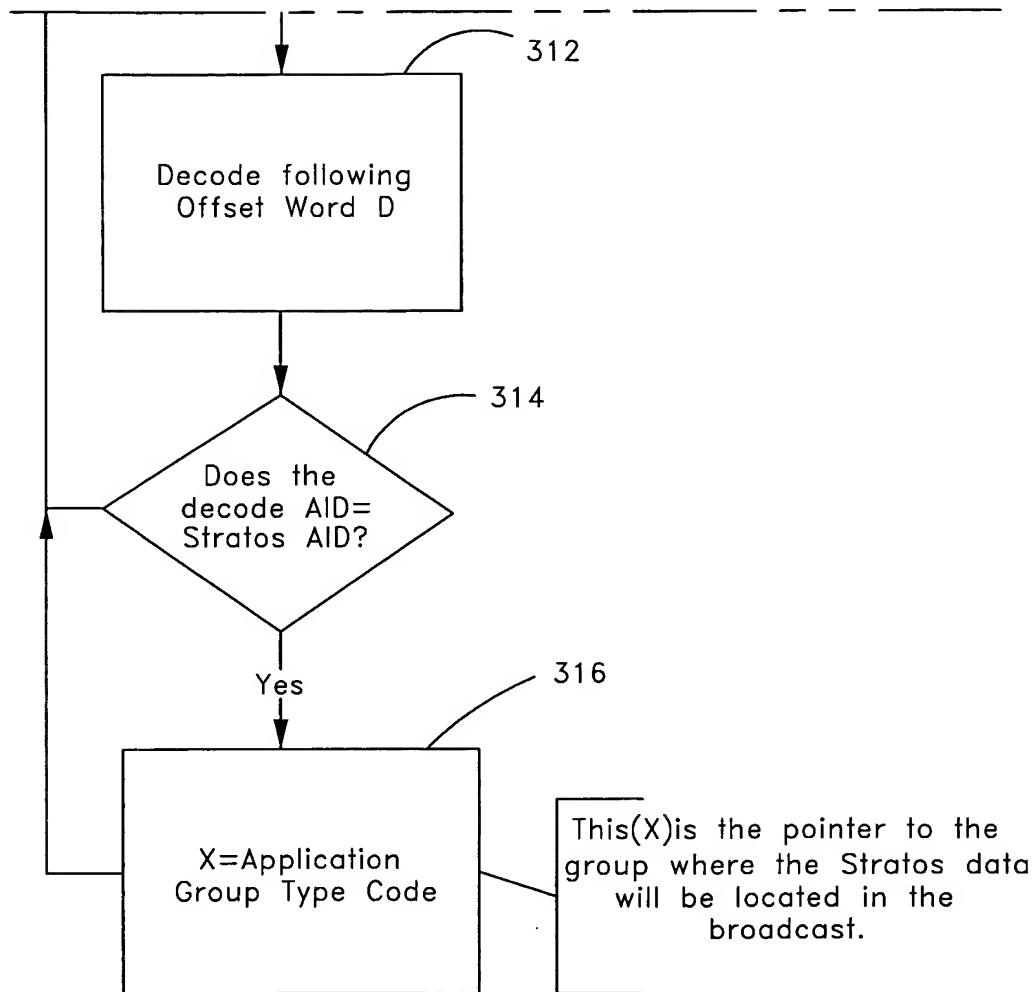 312
Decode following
Offset Word D
314
Does the
decode AID=
Stratos AID?
Yes
316
X=Application
Group Type Code
This(X)is the pointer to the
group where the Stratos data
will be located in the
broadcast.